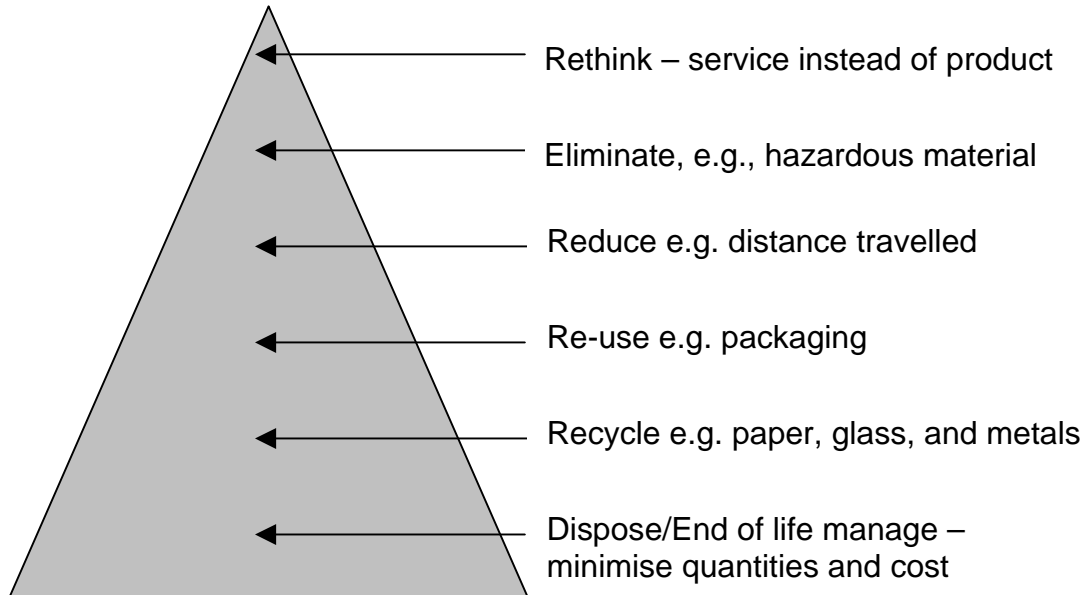 Rethink – service instead of product
Eliminate, e.g., hazardous material
Reduce e.g. distance travelled
Re-use e.g. packaging
Recycle e.g. paper, glass, and metals
Dispose/End of life manage –
minimise quantities and cost